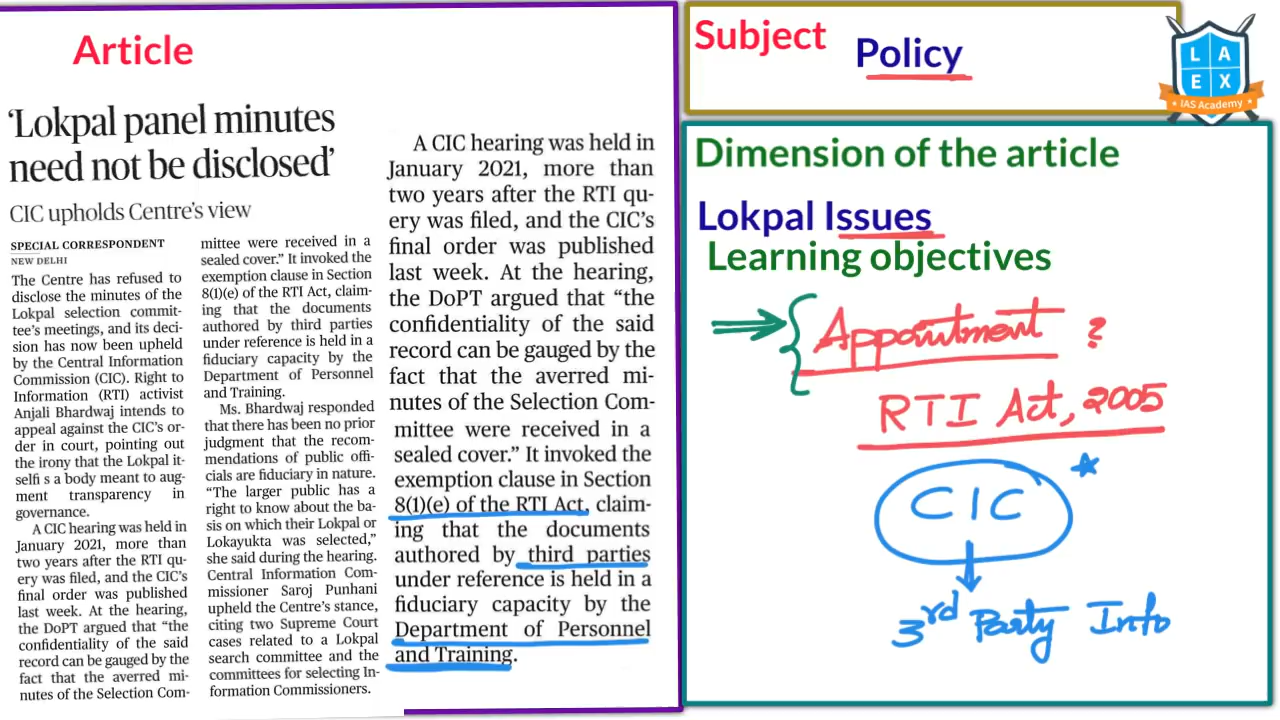 Article
'Lokpal panel minutes
need not be disclosed'
CIC upholds Centre's view
SPECIAL CORRESPONDENT
NEW DELHI
The Centre has refused to
disclose the minutes of the
Lokpal selection commit-
tee's meetings, and its deci-
sion has now been upheld
by the Central Information
Commission (CIC). Right to
Information (RTI) activist
Anjali Bhardwaj intends to
appeal against the CIC's or-
der in court, pointing out
the irony that the Lokpal it-
self i s a body meant to aug-
ment transparency in
governance.
A CIC hearing was held in
January 2021, more than
two years after the RTI qu-
ery was filed, and the CIC's
final order was published
last week. At the hearing,
the DoPT argued that "the
confidentiality of the said
record can be gauged by the
fact that the averred mi-
nutes of the Selection Com-
mittee were received in a
sealed cover." It invoked the
exemption clause in Section
8(1)(e) of the RTI Act, claim-
ing that the documents
authored by third parties
under reference is held in a
fiduciary capacity by the
Department of Personnel
and Training.
Ms. Bhardwaj responded
that there has been no prior
judgment that the recom-
mendations of public offi-
cials are fiduciary in nature.
"The larger public has a
right to know about the ba-
sis on which their Lokpal or
Lokayukta was selected,"
she said during the hearing.
Central Information Com-
missioner Saroj Punhani
upheld the Centre's stance,
citing two Supreme Court
cases related to a Lokpal
search committee and the
committees for selecting In-
formation Commissioners.
A CIC hearing was held in
January 2021, more than
two years after the RTI qu-
ery was filed, and the CIC's
final order was published
last week. At the hearing,
the DoPT argued that "the
confidentiality of the said
record can be gauged by the
fact that the averred mi-
nutes of the Selection Com-
mittee were received in a
sealed cover." It invoked the
exemption clause in Section
8(1)(e) of the RTI Act, claim-
ing that the documents
authored by third parties
under reference is held in a
fiduciary capacity by the
Department of Personnel
and Training.
Subject
Policy
L A
E X
IAS Academy
Dimension of the article
Lokpal Issues
Learning objectives
Appointment ?
RTI Act, 2005
CIC
3rd Party Info